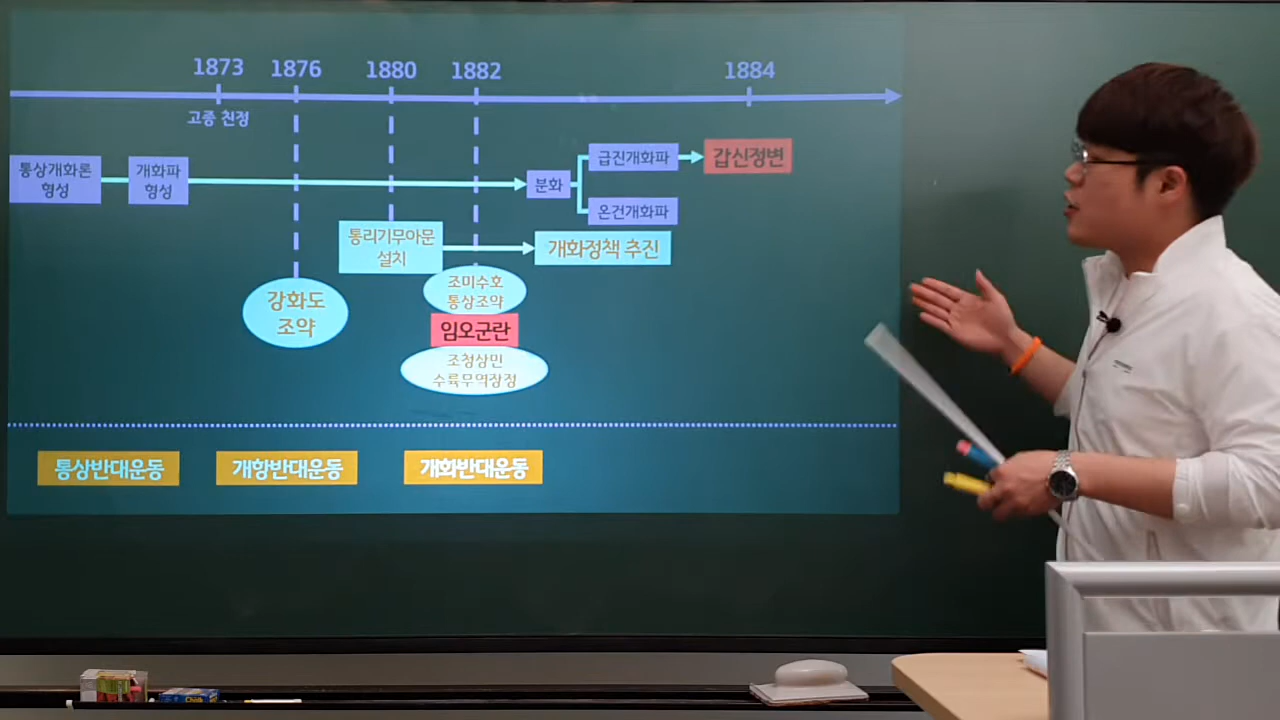 1873
1876
1880
1882
1884
고종 친정
통상개화론
형성
개화파
형성
분화
급진개화파
갑신정변
온건개화파
통리기무아문
설치
개화정책 추진
강화도
조약
조미수호
통상조약
임오군란
조청상민
수륙무역장정
통상반대운동
개항반대운동
개화반대운동